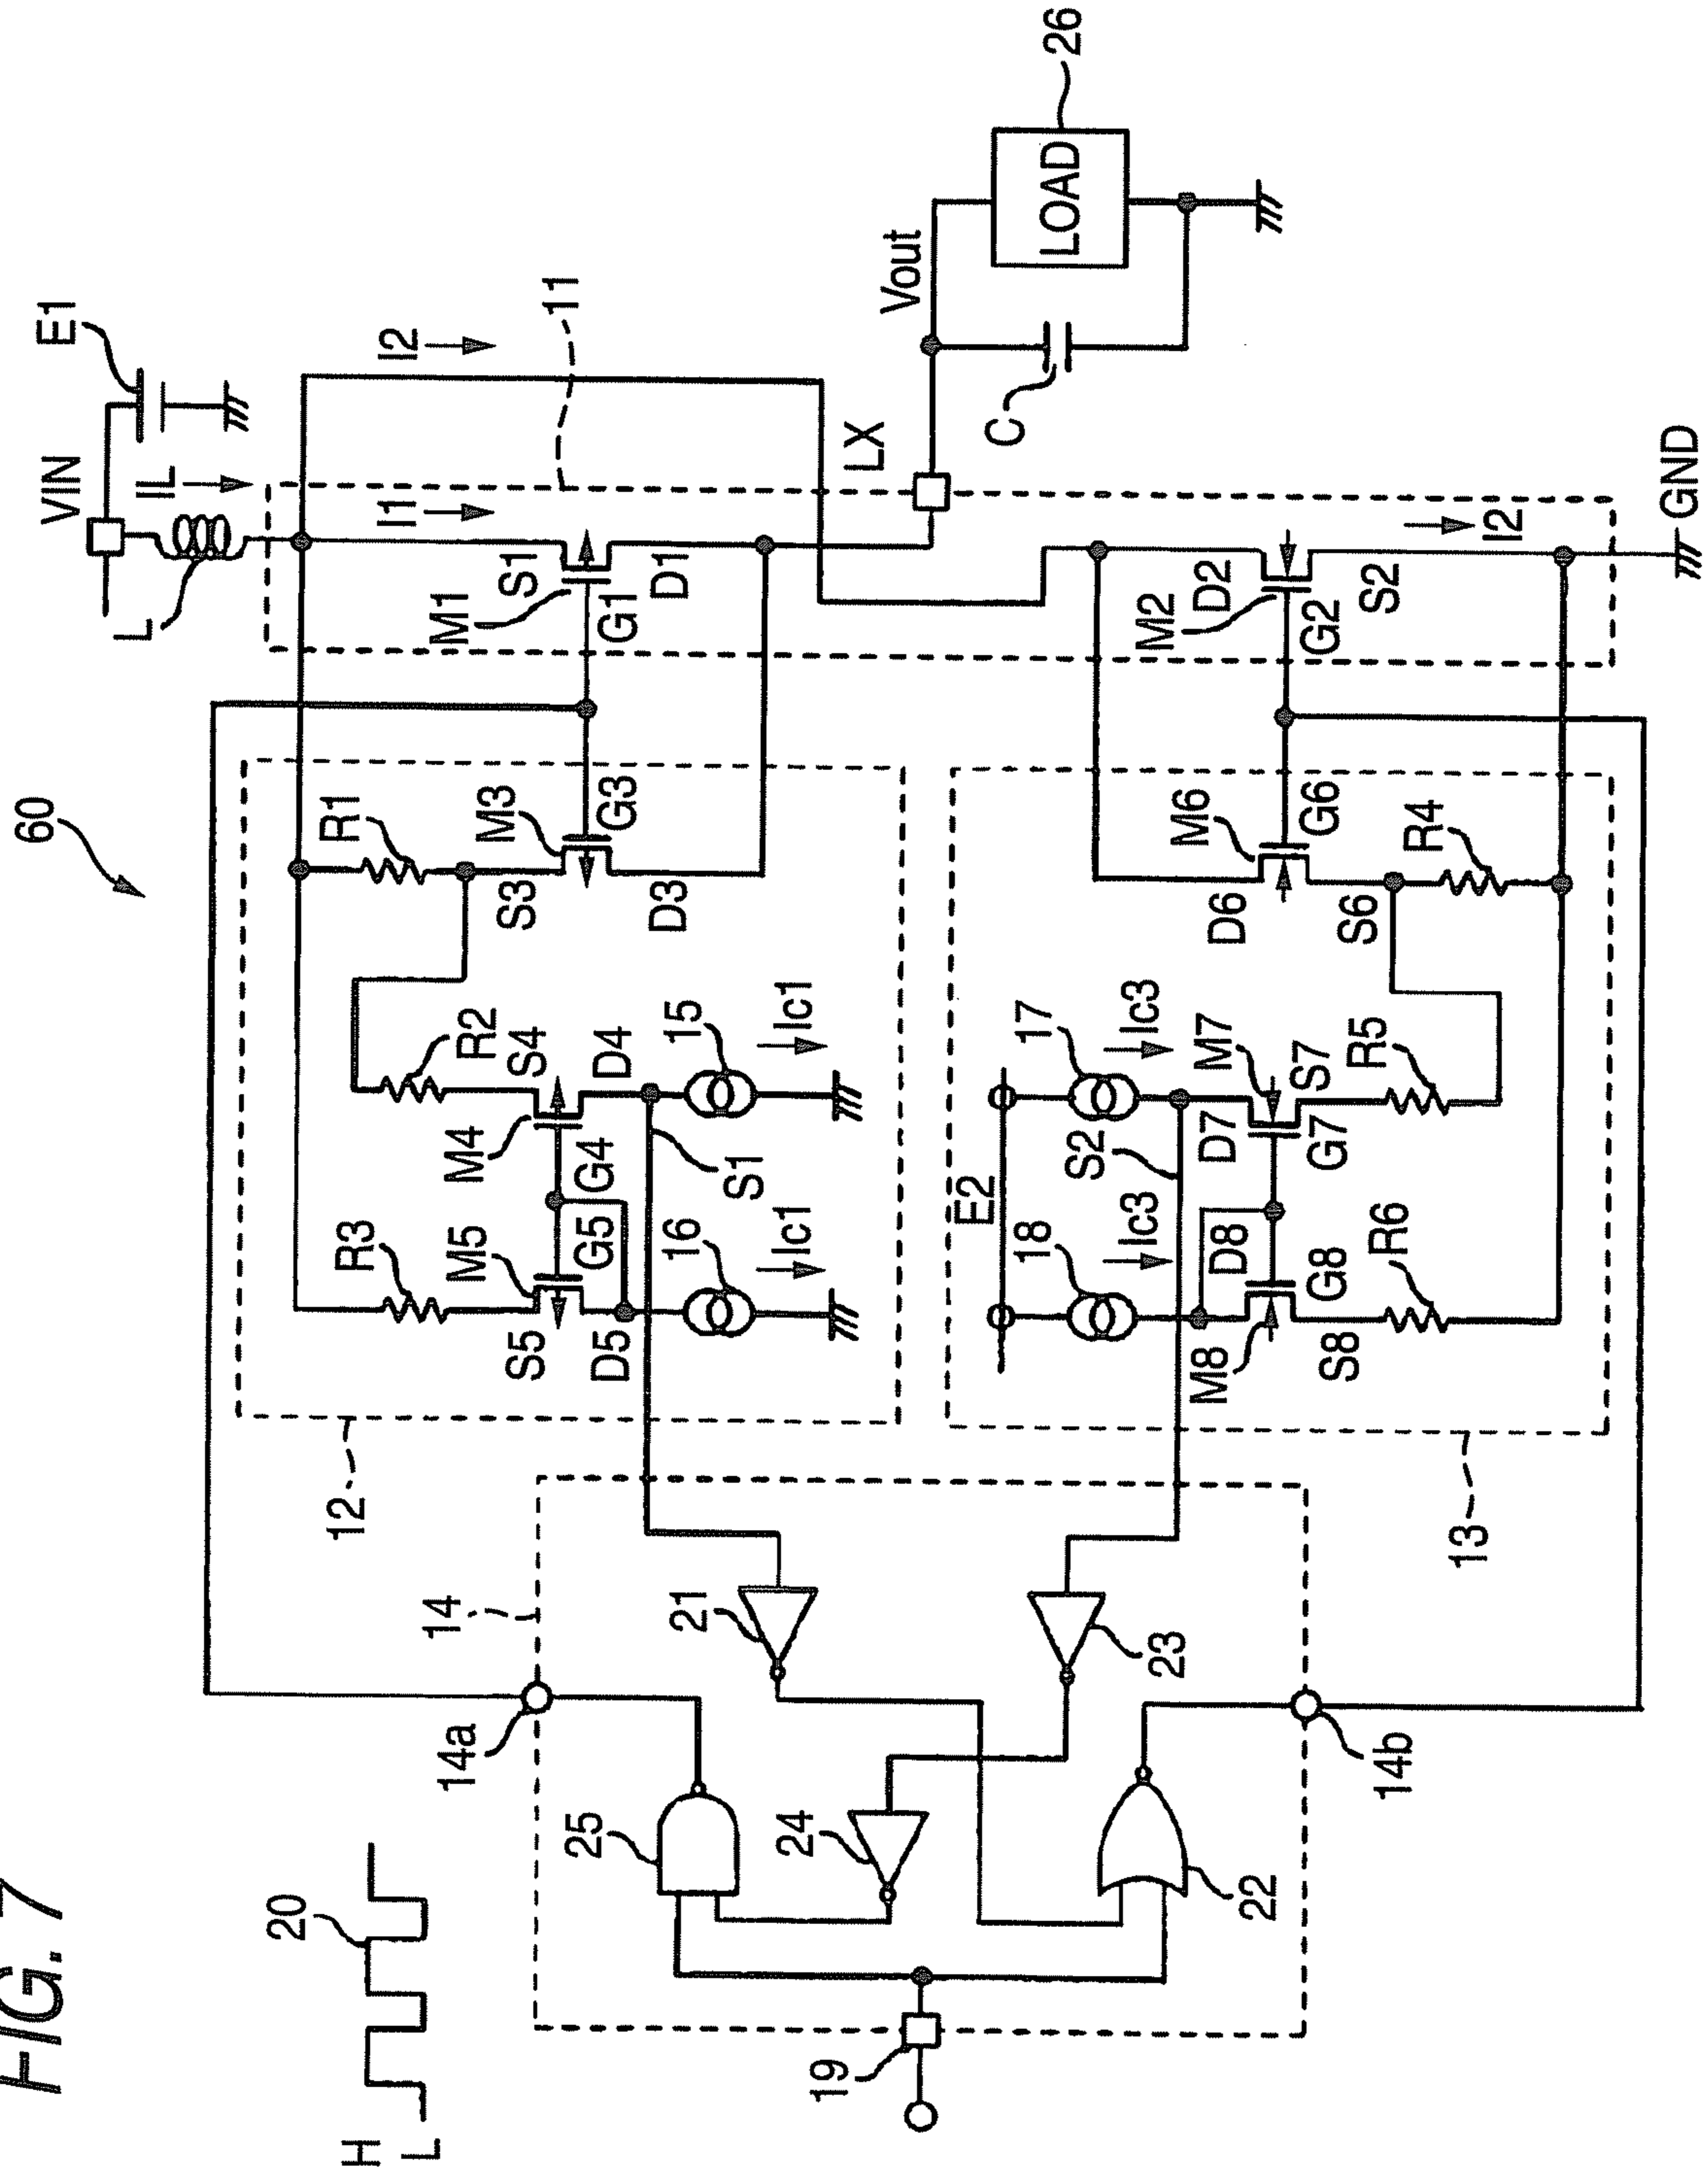 FIG. 7
60
VIN
E1
IL
L
I1
I2
11
S1
M1
G1
D1
LX
Vout
C
LOAD
26
D2
M2
G2
S2
I2
GND
12
R1
M3
G3
S3
D3
R2
S4
M4
G4
D4
15
Ic1
S1
R3
M5
G5
S5
D5
16
Ic1
13
M6
G6
D6
S6
R4
E2
17
Ic3
S2
M7
D7
S7
G7
R5
18
Ic3
D8
M8
G8
S8
R6
14
14a
14b
21
23
25
24
22
19
20
H
L